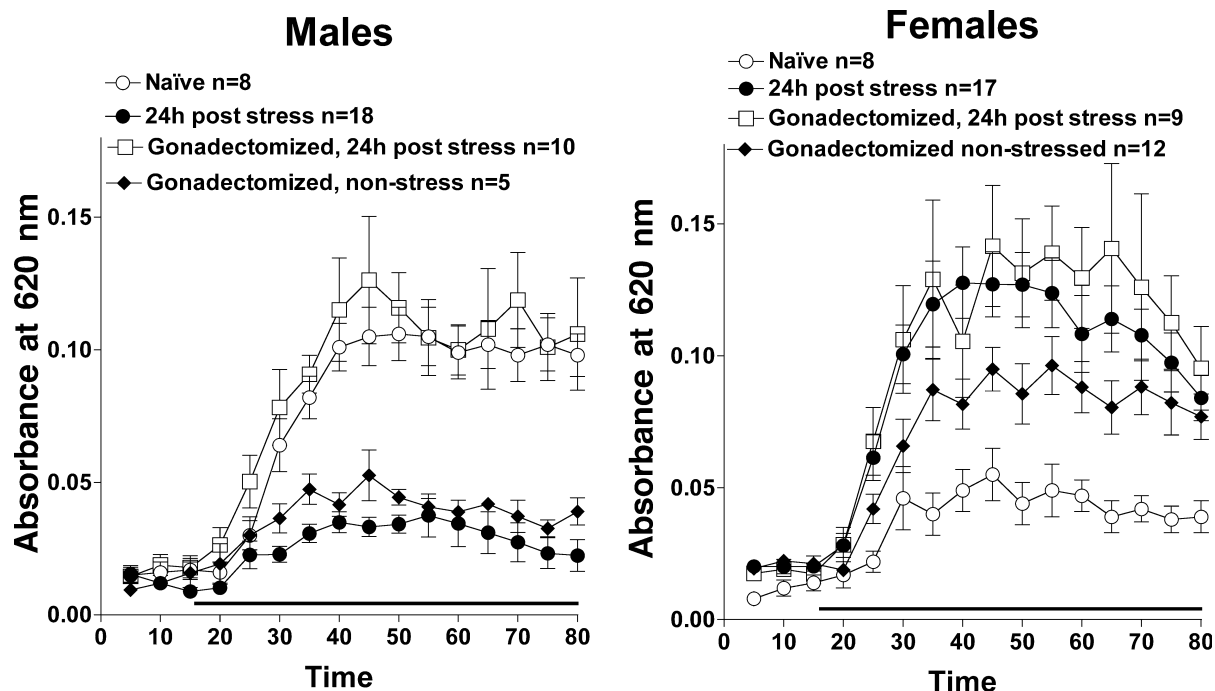 Males
Naïve n=8
24h post stress n=18
Gonadectomized, 24h post stress n=10
Gonadectomized, non-stress n=5
Absorbance at 620 nm
0.15
0.10
0.05
0.00
0 10 20 30 40 50 60 70 80
Time
Females
Naïve n=8
24h post stress n=17
Gonadectomized, 24h post stress n=9
Gonadectomized non-stressed n=12
Absorbance at 620 nm
0.15
0.10
0.05
0.00
0 10 20 30 40 50 60 70 80
Time